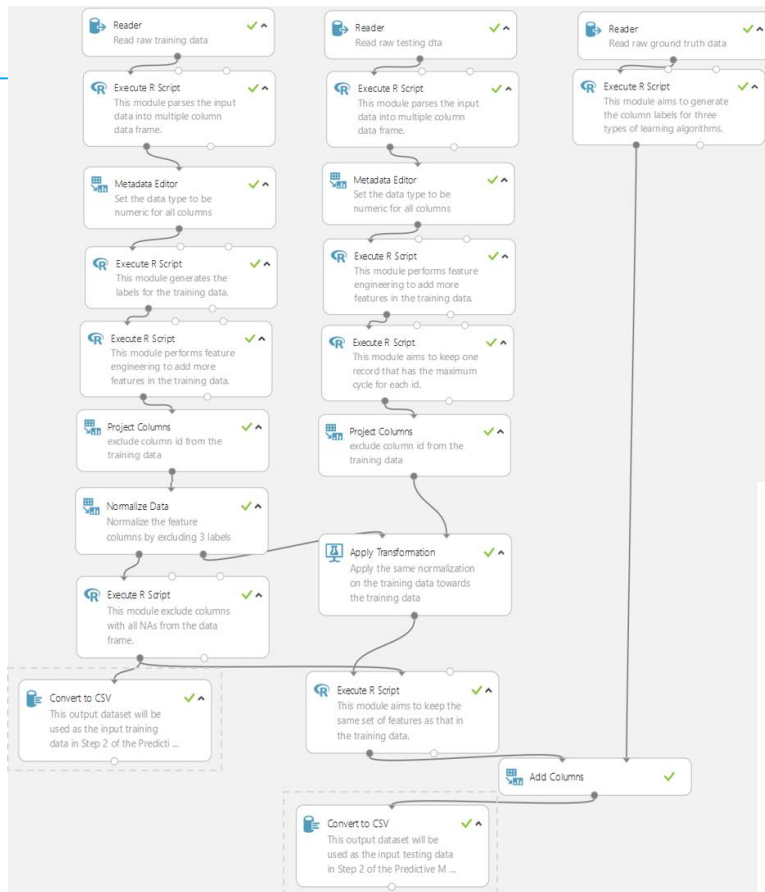 Reader
Read raw training data
Execute R Script
This module parses the input
data into multiple column
data frame.
Metadata Editor
Set the data type to be
numeric for all columns
Execute R Script
This module generates the
labels for the training data.
Execute R Script
This module performs feature
engineering to add more
features in the training data.
Project Columns
exclude column id from the
training data
Normalize Data
Normalize the feature
columns by excluding 3 labels
Execute R Script
This module exclude columns
with all NAs from the data
frame.
Convert to CSV
This output dataset will be
used as the input training
data in Step 2 of the Predicti ...
Reader
Read raw testing dta
Execute R Script
This module parses the input
data into multiple column
data frame.
Metadata Editor
Set the data type to be
numeric for all columns
Execute R Script
This module performs feature
engineering to add more
features in the training data.
Execute R Script
This module aims to keep one
record that has the maximum
cycle for each id.
Project Columns
exclude column id from the
training data
Apply Transformation
Apply the same normalization
on the training data towards
the training data
Execute R Script
This module aims to keep the
same set of features as that in
the training data.
Reader
Read raw ground truth data
Execute R Script
This module aims to generate
the column labels for three
types of learning algorithms.
Add Columns
Convert to CSV
This output dataset will be
used as the input testing data
in Step 2 of the Predictive M ...